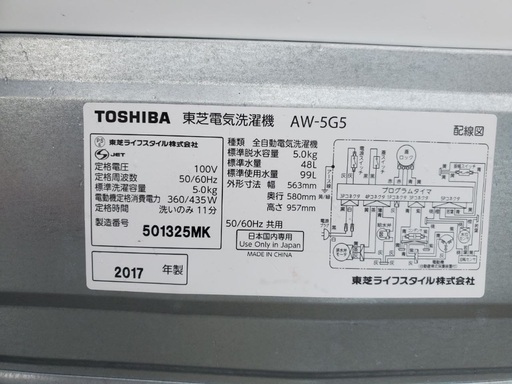 TOSHIBA 東芝電気洗濯機 AW-5G5
配線図
東芝ライフスタイル株式会社
JET
定格電圧 100V
定格周波数 50/60Hz
標準洗濯容量 5.0kg
電動機定格消費電力 360/435W
定格時間 洗いのみ 11分
製造番号
501325MK
2017 年製
種類 全自動電気洗濯機
標準脱水容量 5.0kg
標準水量 48L
標準使用水量 99L
外形寸法 幅 563mm
奥行 580mm
高さ 957mm
50/60Hz 共用
日本国内専用
Use Only in Japan
MADE IN CHINA
ロック
プログラムタイマ
電源
東芝ライフスタイル株式会社